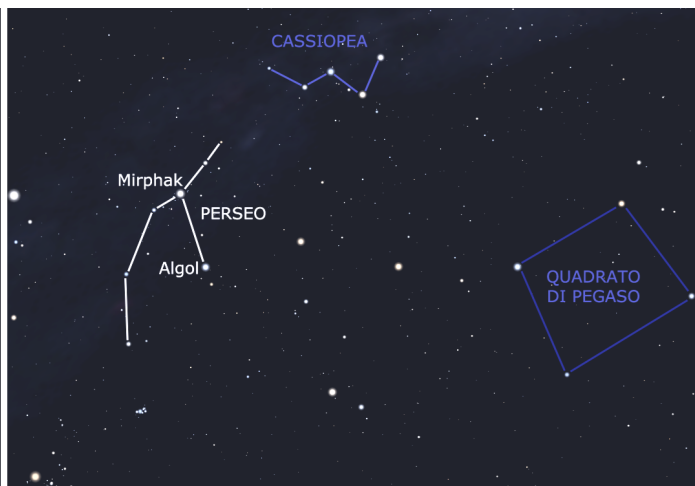 CASSIOPEA
Mirphak
PERSEO
Algol
QUADRATO
DI PEGASO